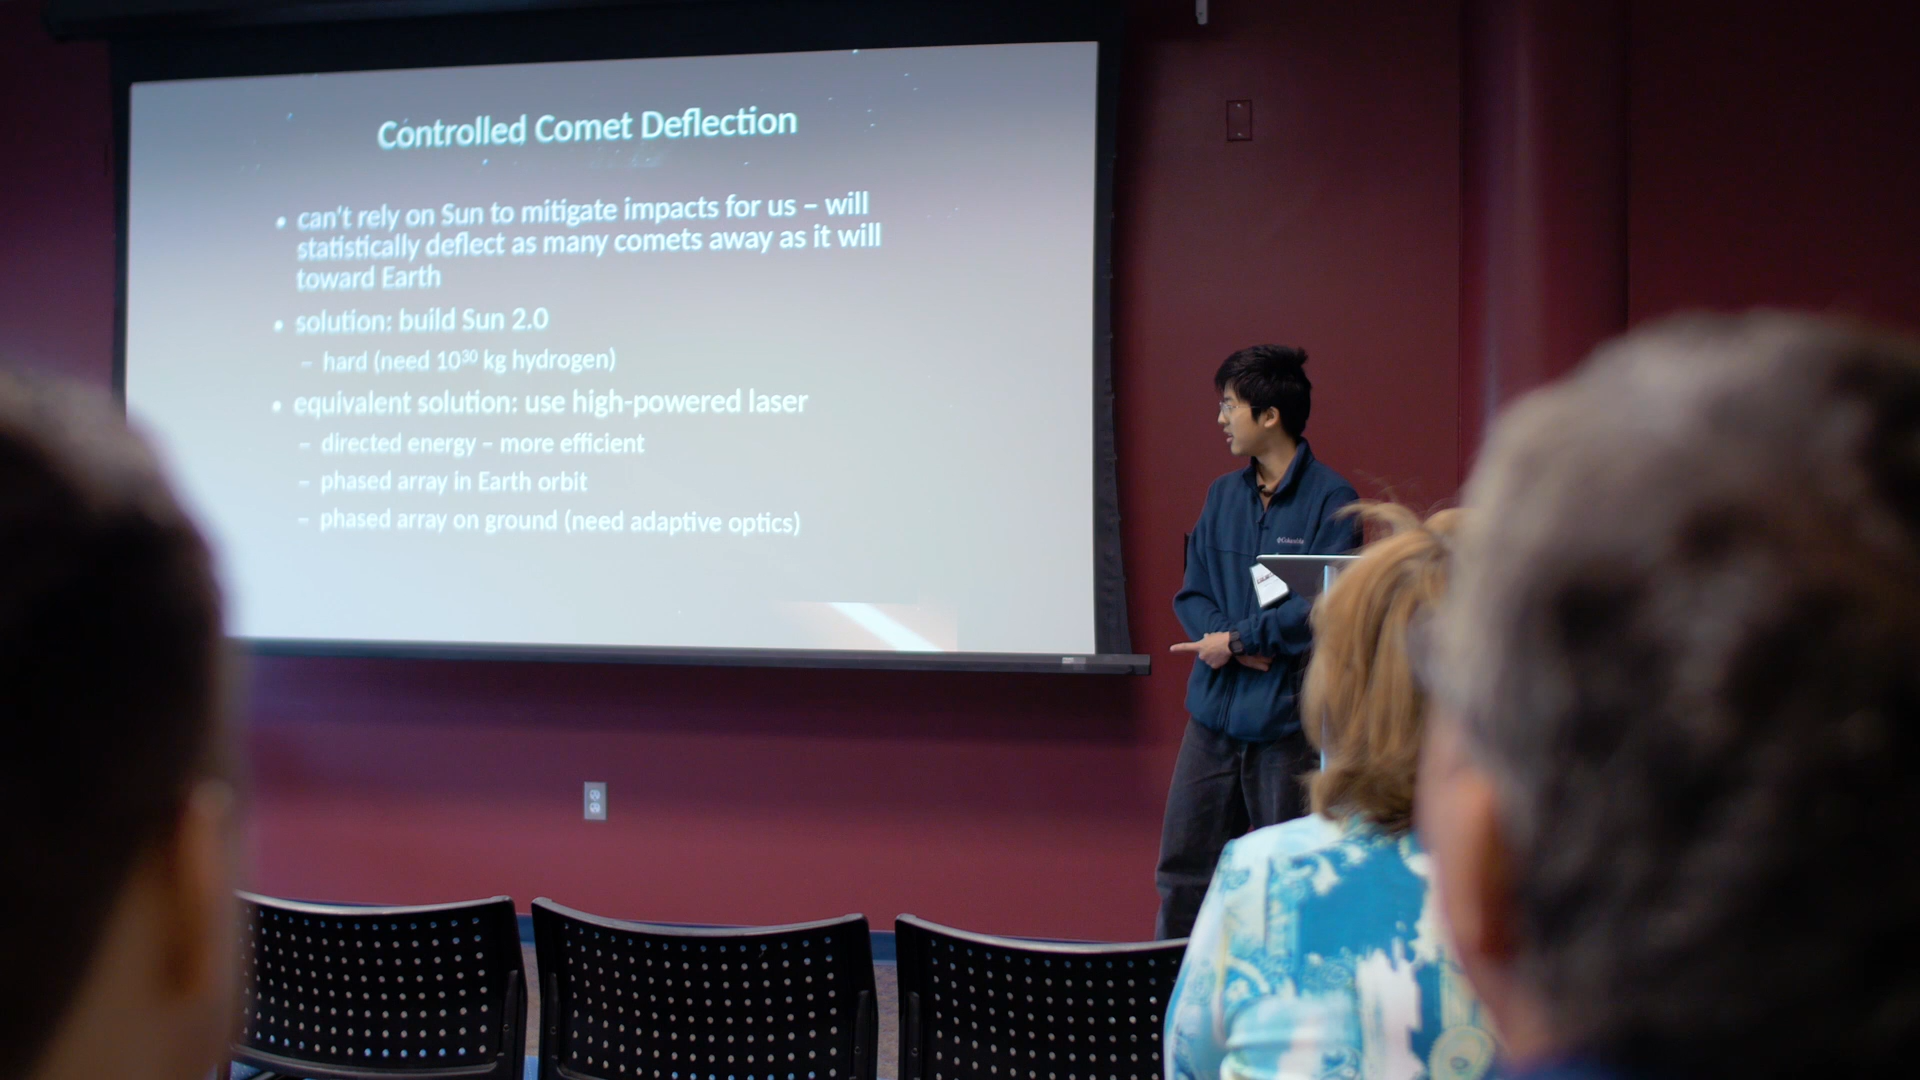 Controlled Comet Deflection
• can't rely on Sun to mitigate impacts for us – will
statistically deflect as many comets away as it will
toward Earth
• solution: build Sun 2.0
– hard (need 10³⁰ kg hydrogen)
• equivalent solution: use high-powered laser
– directed energy – more efficient
– phased array in Earth orbit
– phased array on ground (need adaptive optics)
Columbia